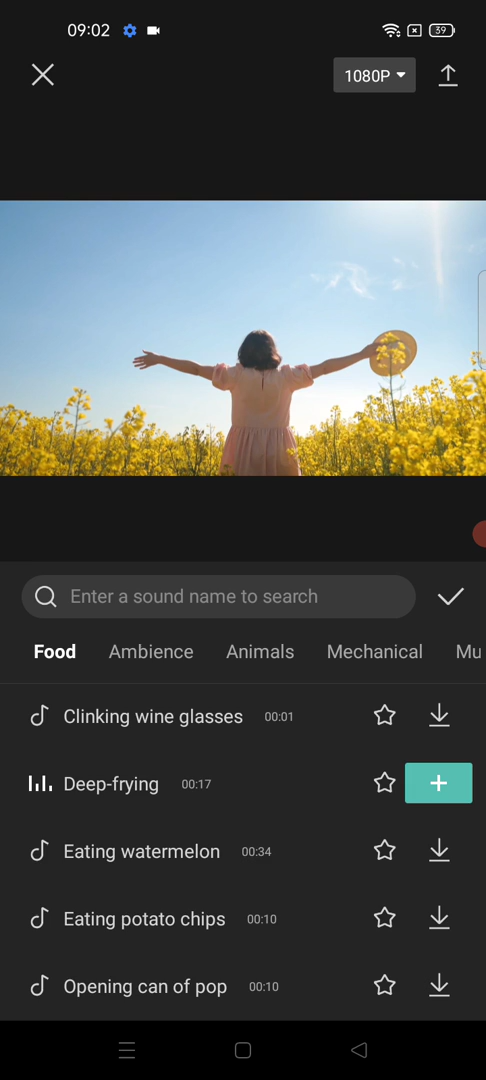 09:02 39
1080P
Enter a sound name to search
Food Ambience Animals Mechanical Mu
Clinking wine glasses 00:01
Deep-frying 00:17
Eating watermelon 00:34
Eating potato chips 00:10
Opening can of pop 00:10